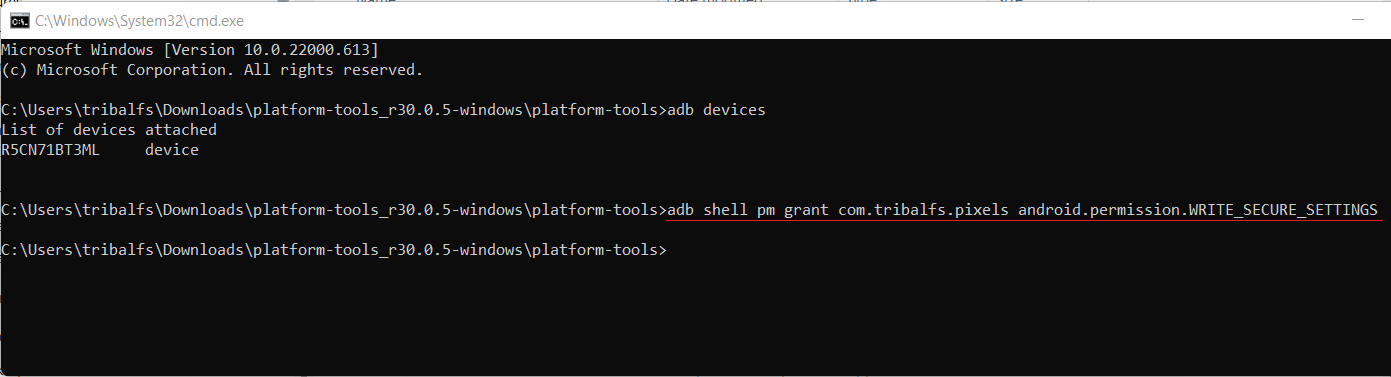 C:\Windows\System32\cmd.exe
Microsoft Windows [Version 10.0.22000.613]
(c) Microsoft Corporation. All rights reserved.
C:\Users\tribalfs\Downloads\platform-tools_r30.0.5-windows\platform-tools>adb devices
List of devices attached
R5CN71BT3ML     device
C:\Users\tribalfs\Downloads\platform-tools_r30.0.5-windows\platform-tools>adb shell pm grant com.tribalfs.pixels android.permission.WRITE_SECURE_SETTINGS
C:\Users\tribalfs\Downloads\platform-tools_r30.0.5-windows\platform-tools>